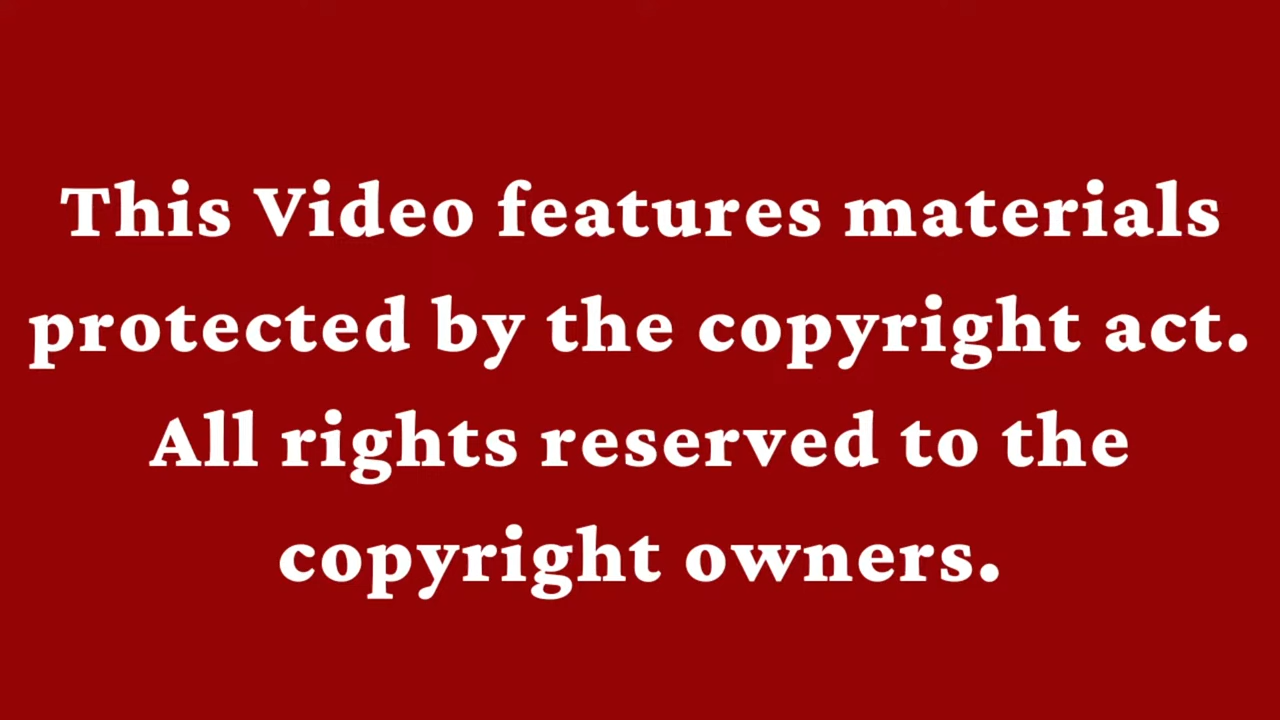 This Video features materials
protected by the copyright act.
All rights reserved to the
copyright owners.